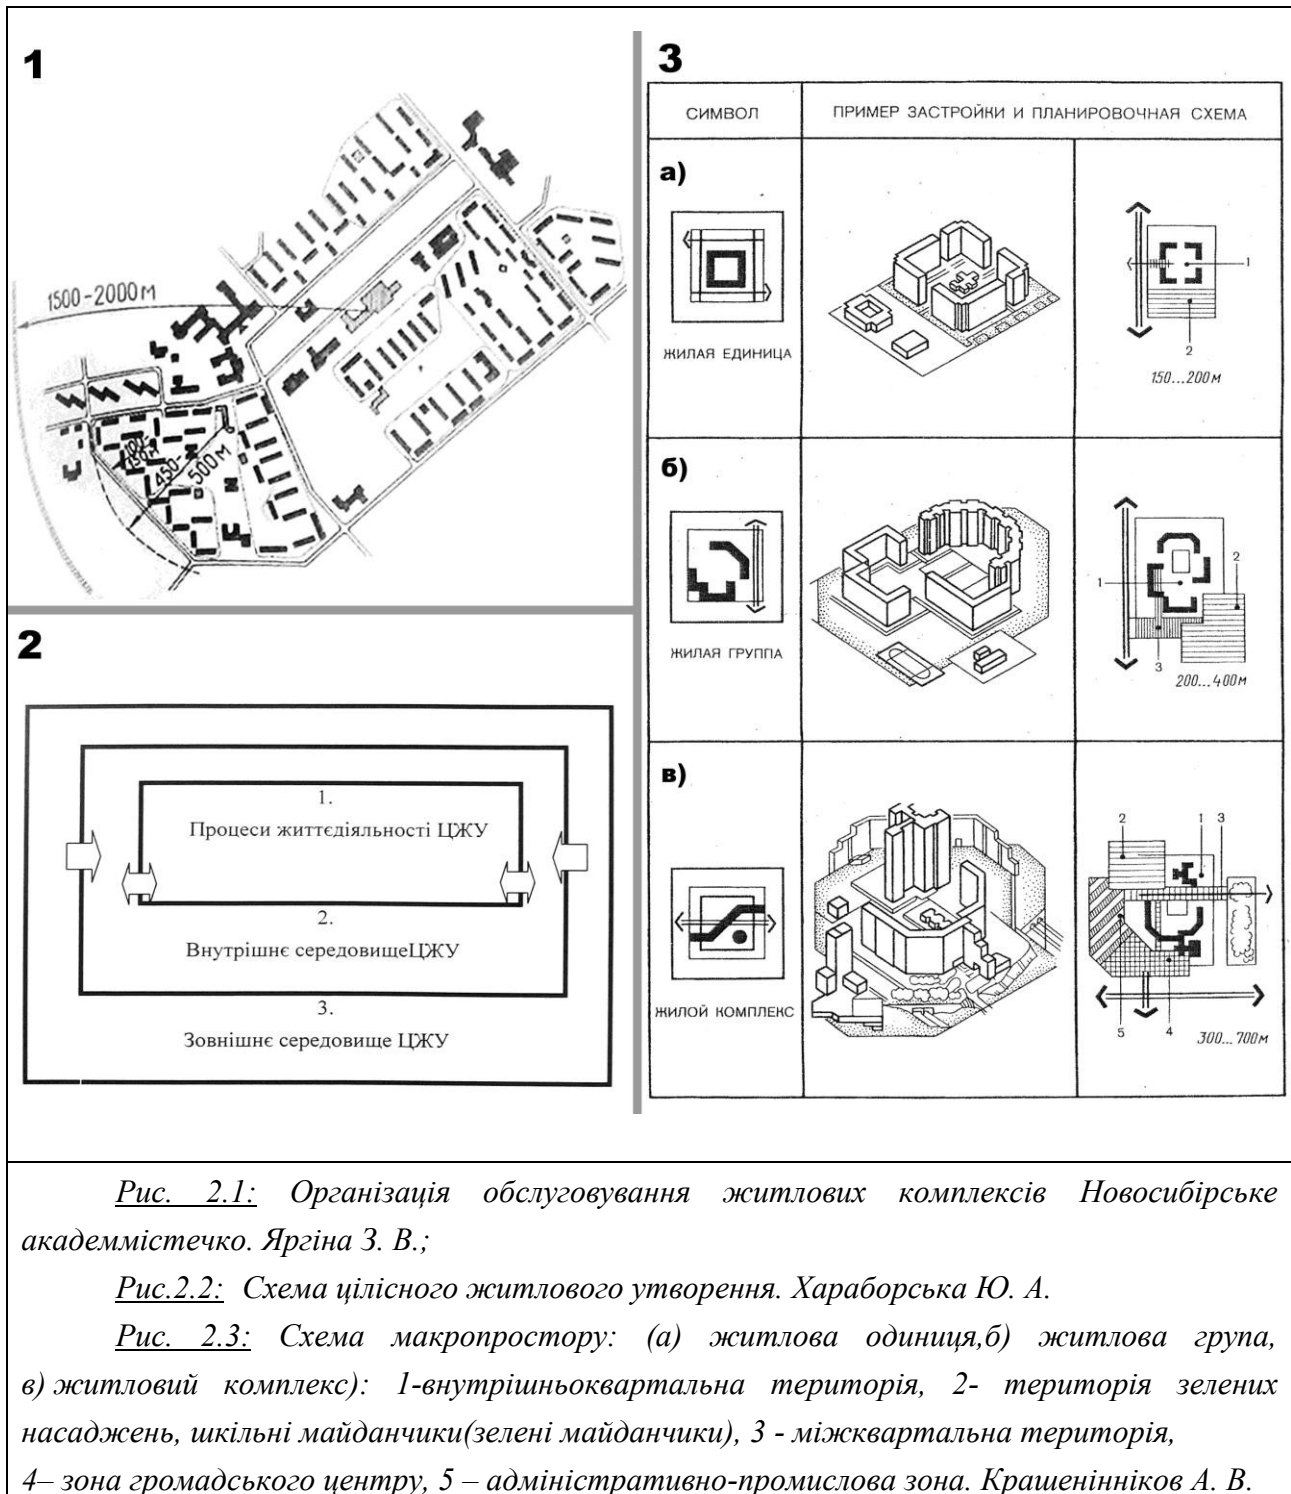 1
1500-2000м
100-
150м
450-
500м
2
1.
Процеси життєдіяльності ЦЖУ
2.
Внутрішнє середовищеЦЖУ
3.
Зовнішнє середовище ЦЖУ
3
СИМВОЛ
ПРИМЕР ЗАСТРОЙКИ И ПЛАНИРОВОЧНАЯ СХЕМА
а)
ЖИЛАЯ ЕДИНИЦА
1
2
150...200м
б)
ЖИЛАЯ ГРУППА
2
1
3
200...400м
в)
ЖИЛОЙ КОМПЛЕКС
2
1
3
5
4
300...700м
Рис. 2.1: Організація обслуговування житлових комплексів Новосибірське
академмістечко. Яргіна З. В.;
Рис.2.2: Схема цілісного житлового утворення. Хараборська Ю. А.
Рис. 2.3: Схема макропростору: (а) житлова одиниця,б) житлова група,
в) житловий комплекс): 1-внутрішньоквартальна територія, 2- територія зелених
насаджень, шкільні майданчики(зелені майданчики), 3 - міжквартальна територія,
4– зона громадського центру, 5 – адміністративно-промислова зона. Крашенінніков А. В.